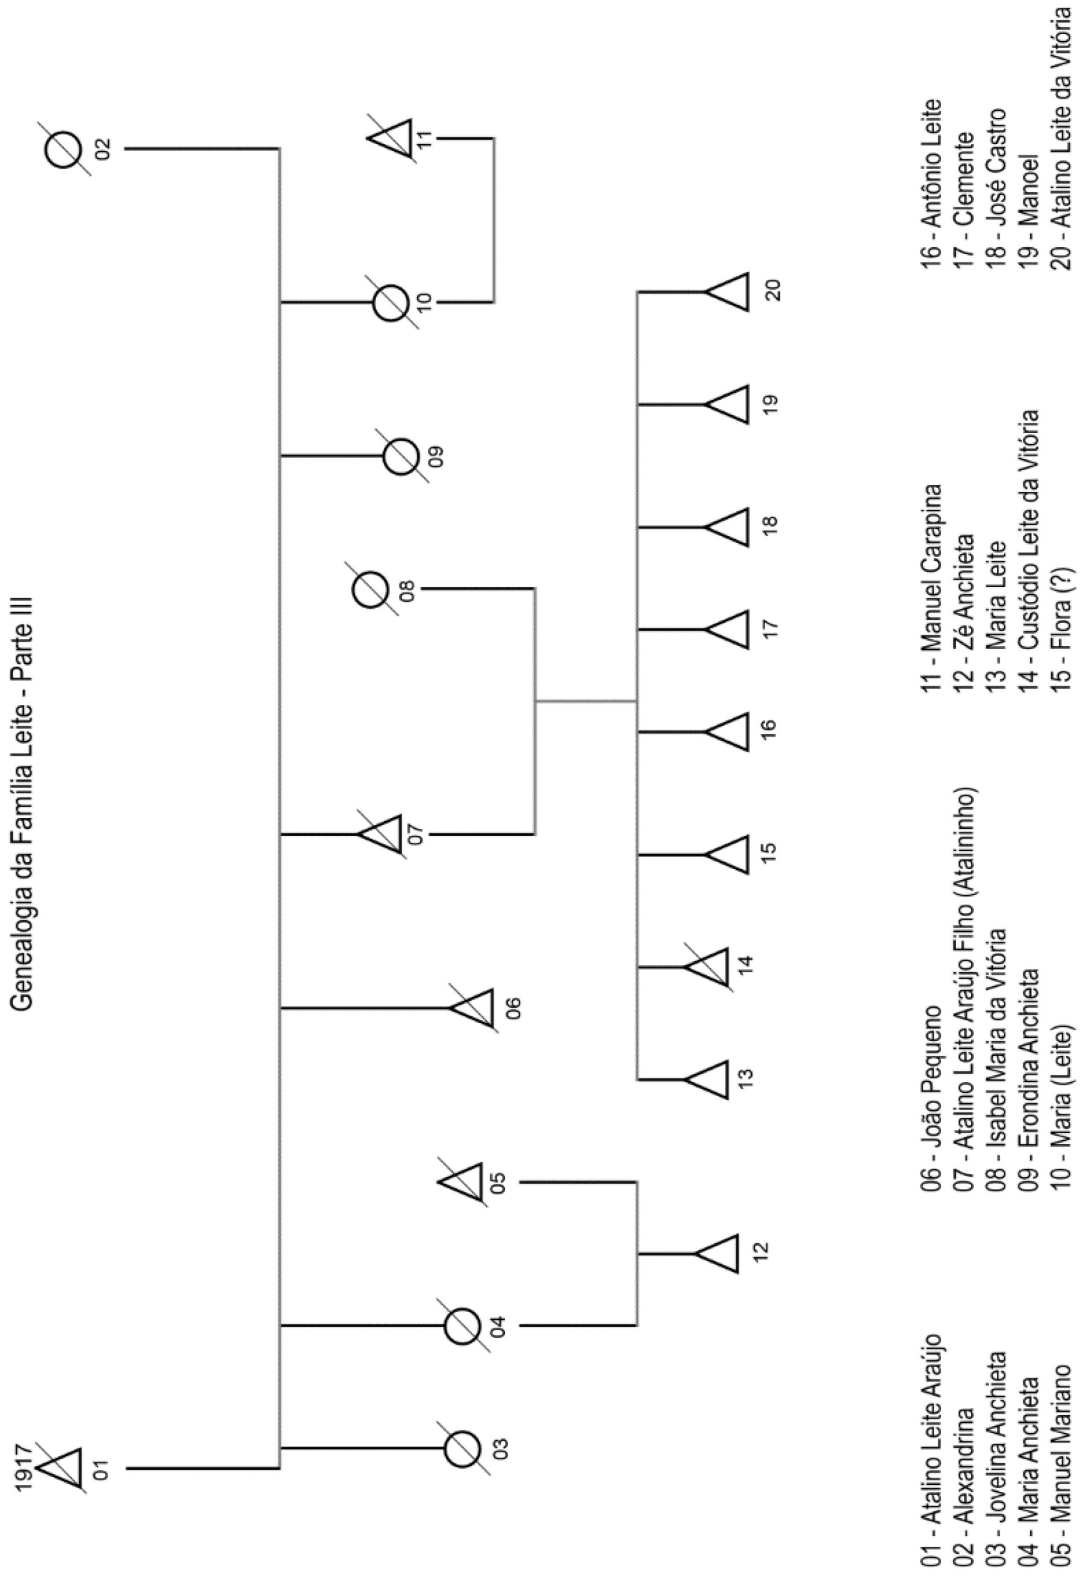 Genealogia da Família Leite - Parte III
1917
01
02
03
04
05
06
07
08
09
10
11
12
13
14
15
16
17
18
19
20
01 - Atalino Leite Araújo
02 - Alexandrina
03 - Jovelina Anchieta
04 - Maria Anchieta
05 - Manuel Mariano
06 - João Pequeno
07 - Atalino Leite Araújo Filho (Atalininho)
08 - Isabel Maria da Vitória
09 - Erondina Anchieta
10 - Maria (Leite)
11 - Manuel Carapina
12 - Zé Anchieta
13 - Maria Leite
14 - Custódio Leite da Vitória
15 - Flora (?)
16 - Antônio Leite
17 - Clemente
18 - José Castro
19 - Manoel
20 - Atalino Leite da Vitória